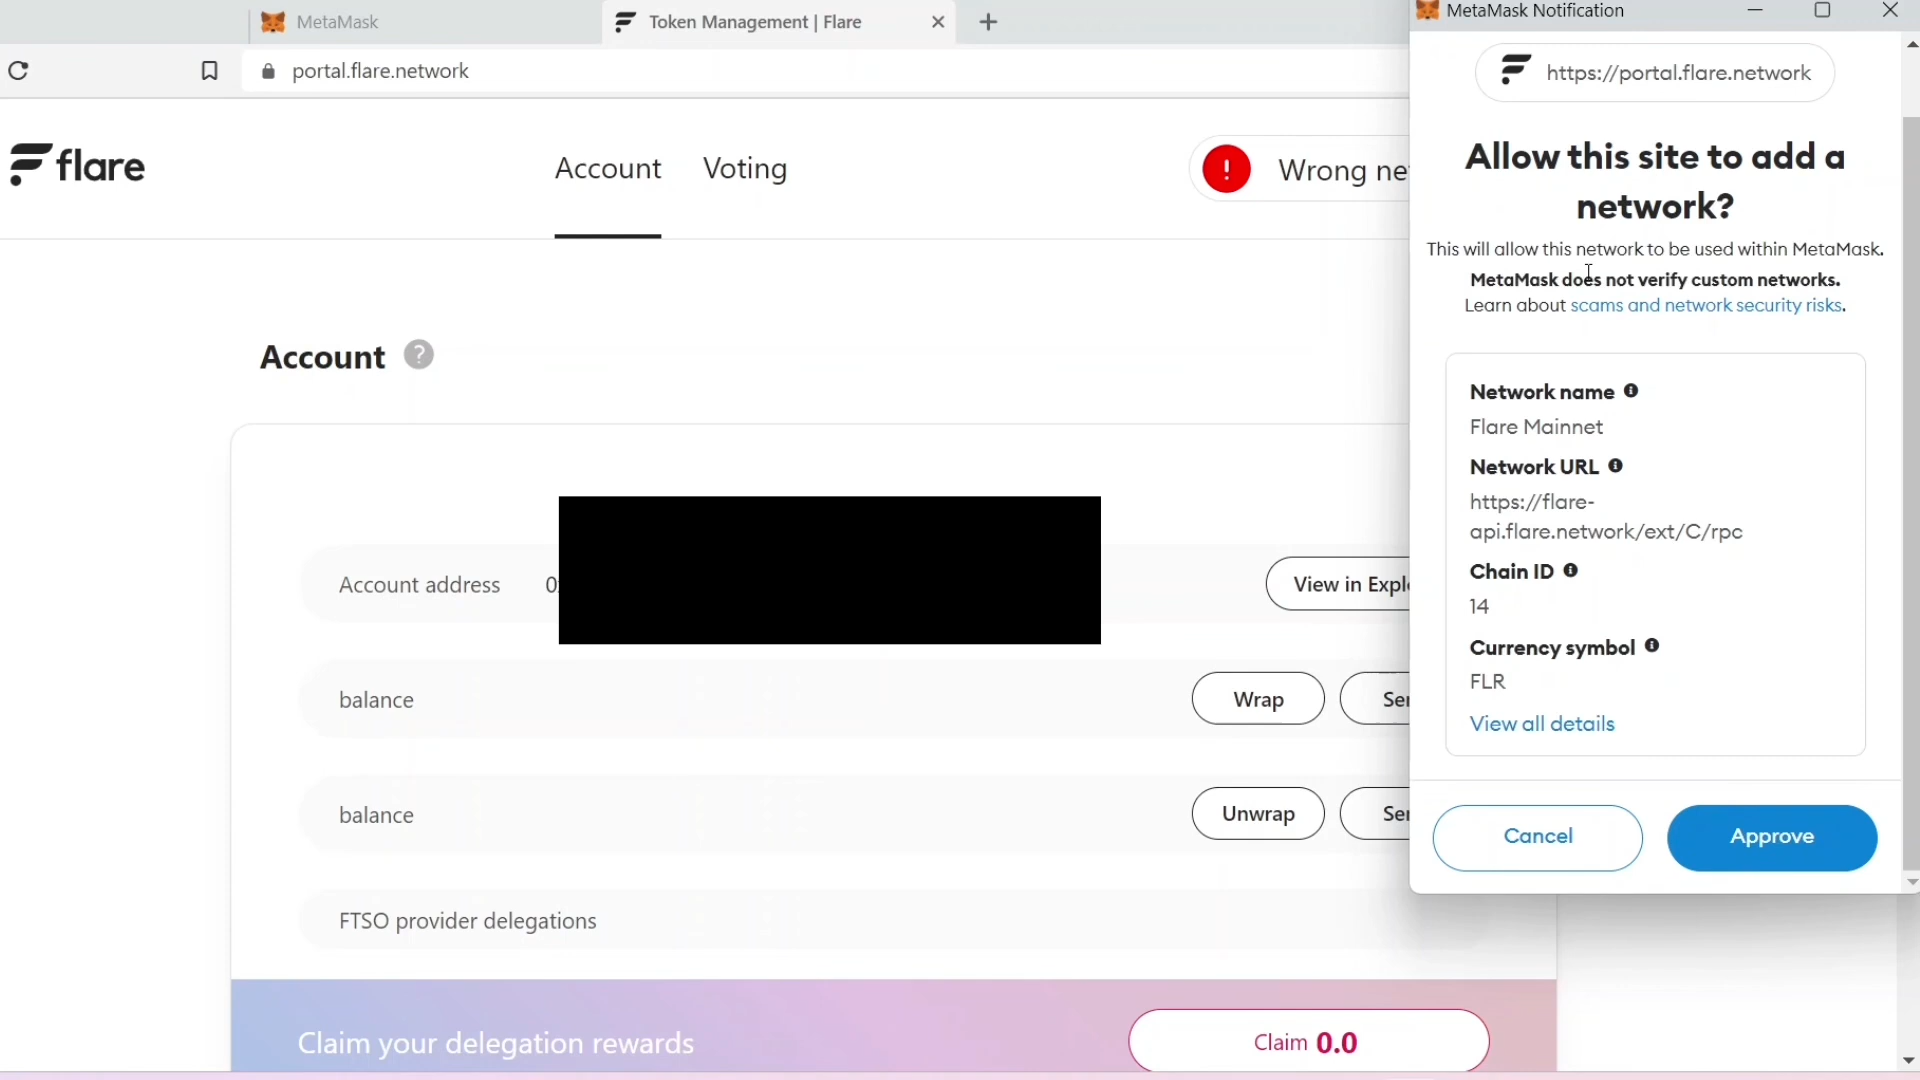 MetaMask
Token Management | Flare
MetaMask Notification
portal.flare.network
https://portal.flare.network
flare
Account
Voting
Wrong ne
Allow this site to add a
network?
This will allow this network to be used within MetaMask.
MetaMask does not verify custom networks.
Learn about scams and network security risks.
Account
Network name
Flare Mainnet
Network URL
https://flare-
api.flare.network/ext/C/rpc
Chain ID
14
Currency symbol
FLR
View all details
Cancel
Approve
Account address
0
View in Expl
balance
Wrap
Se
balance
Unwrap
Se
FTSO provider delegations
Claim your delegation rewards
Claim 0.0